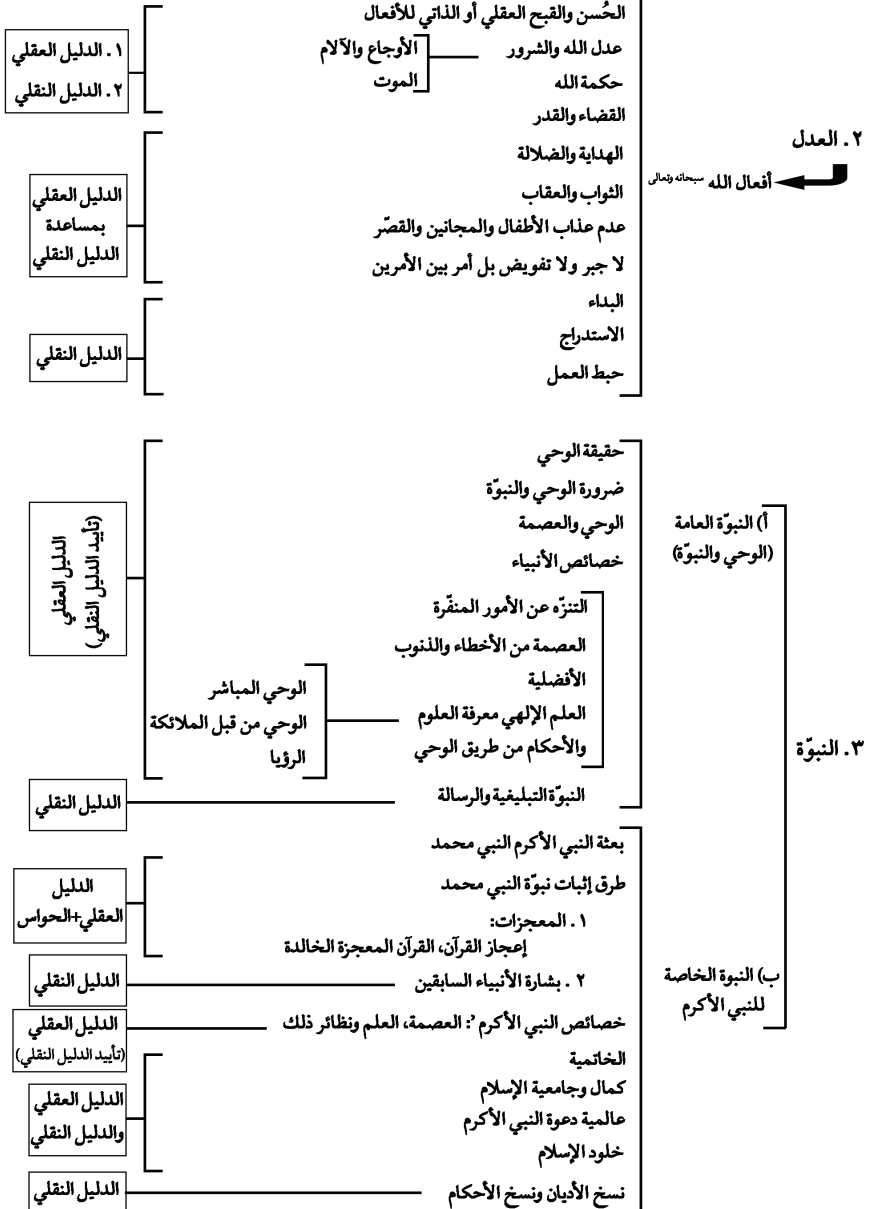 ٢. العدل
أفعال الله سبحانه وتعالى
الحُسن والقبح العقلي أو الذاتي للأفعال
عدل الله والشرور
الأوجاع والآلام
الموت
حكمة الله
القضاء والقدر
١. الدليل العقلي
٢. الدليل النقلي
الهداية والضلالة
الثواب والعقاب
عدم عذاب الأطفال والمجانين والقصّر
لا جبر ولا تفويض بل أمر بين الأمرين
الدليل العقلي
بمساعدة
الدليل النقلي
البداء
الاستدراج
حبط العمل
الدليل النقلي
٣. النبوّة
أ) النبوّة العامة
(الوحي والنبوّة)
حقيقة الوحي
ضرورة الوحي والنبوّة
الوحي والعصمة
خصائص الأنبياء
التنزّه عن الأمور المنفّرة
العصمة من الأخطاء والذنوب
الأفضلية
العلم الإلهي معرفة العلوم
والأحكام من طريق الوحي
الوحي المباشر
الوحي من قبل الملائكة
الرؤيا
الدليل العقلي
(تأييد الدليل النقلي)
النبوّة التبليغية والرسالة
الدليل النقلي
ب) النبوة الخاصة
للنبي الأكرم
بعثة النبي الأكرم النبي محمد
طرق إثبات نبوّة النبي محمد
١. المعجزات:
إعجاز القرآن، القرآن المعجزة الخالدة
الدليل
العقلي+الحواس
٢. بشارة الأنبياء السابقين
الدليل النقلي
خصائص النبي الأكرم ’: العصمة، العلم ونظائر ذلك
الدليل العقلي
(تأييد الدليل النقلي)
الخاتمية
كمال وجامعية الإسلام
عالمية دعوة النبي الأكرم
خلود الإسلام
الدليل العقلي
والدليل النقلي
نسخ الأديان ونسخ الأحكام
الدليل النقلي